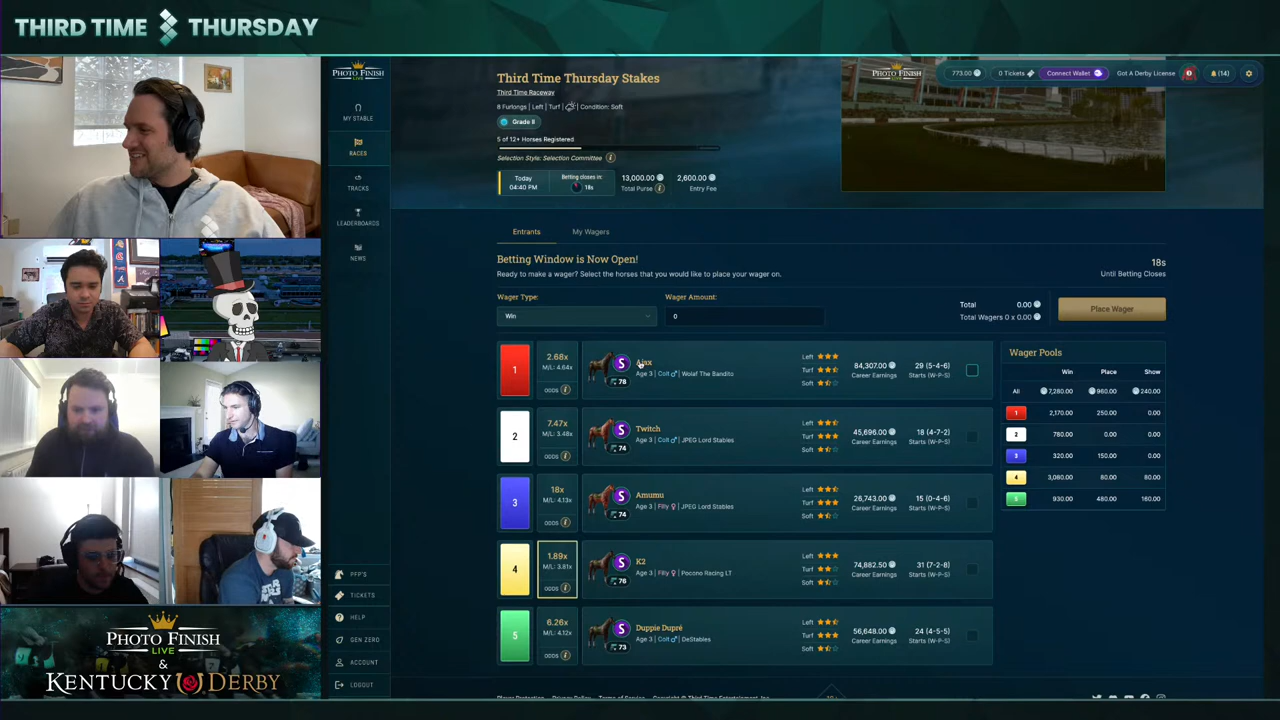 THIRD TIME THURSDAY
PHOTO FINISH
LIVE
MY STABLE
RACES
TRACKS
LEADERBOARDS
NEWS
PFP'S
TICKETS
HELP
GEN ZERO
ACCOUNT
LOGOUT
PHOTO FINISH
LIVE
&
KENTUCKY DERBY
Third Time Thursday Stakes
Third Time Raceway
8 Furlongs | Left | Turf | Condition: Soft
Grade II
5 of 12+ Horses Registered
Selection Style: Selection Committee
Today
04:40 PM
Betting closes in:
18s
13,000.00
Total Purse
2,600.00
Entry Fee
PHOTO FINISH
LIVE
773.00
0 Tickets
Connect Wallet
Got A Derby License
(14)
Entrants
My Wagers
Betting Window is Now Open!
Ready to make a wager? Select the horses that you would like to place your wager on.
18s
Until Betting Closes
Wager Type:
Win
Wager Amount:
0
Total 0.00
Total Wagers 0 x 0.00
Place Wager
1
2.68x
M/L: 4.64x
ODDS
S
78
Ajax
Age 3 | Colt | Wolaf The Bandito
Left
Turf
Soft
84,307.00
Career Earnings
29 (5-4-6)
Starts (W-P-S)
2
7.47x
M/L: 3.48x
ODDS
S
74
Twitch
Age 3 | Colt | JPEG Lord Stables
Left
Turf
Soft
45,696.00
Career Earnings
18 (4-7-2)
Starts (W-P-S)
3
18x
M/L: 4.13x
ODDS
S
74
Amumu
Age 3 | Filly | JPEG Lord Stables
Left
Turf
Soft
26,743.00
Career Earnings
15 (0-4-6)
Starts (W-P-S)
4
1.89x
M/L: 3.81x
ODDS
S
76
K2
Age 3 | Filly | Pocono Racing LT
Left
Turf
Soft
74,882.50
Career Earnings
31 (7-2-8)
Starts (W-P-S)
5
6.26x
M/L: 4.12x
ODDS
S
73
Duppie Dupré
Age 3 | Colt | DeStables
Left
Turf
Soft
56,648.00
Career Earnings
24 (4-5-5)
Starts (W-P-S)
Wager Pools
Win Place Show
All 7,280.00 960.00 240.00
1 2,170.00 250.00 0.00
2 780.00 0.00 0.00
3 320.00 150.00 0.00
4 3,080.00 80.00 80.00
5 930.00 480.00 160.00